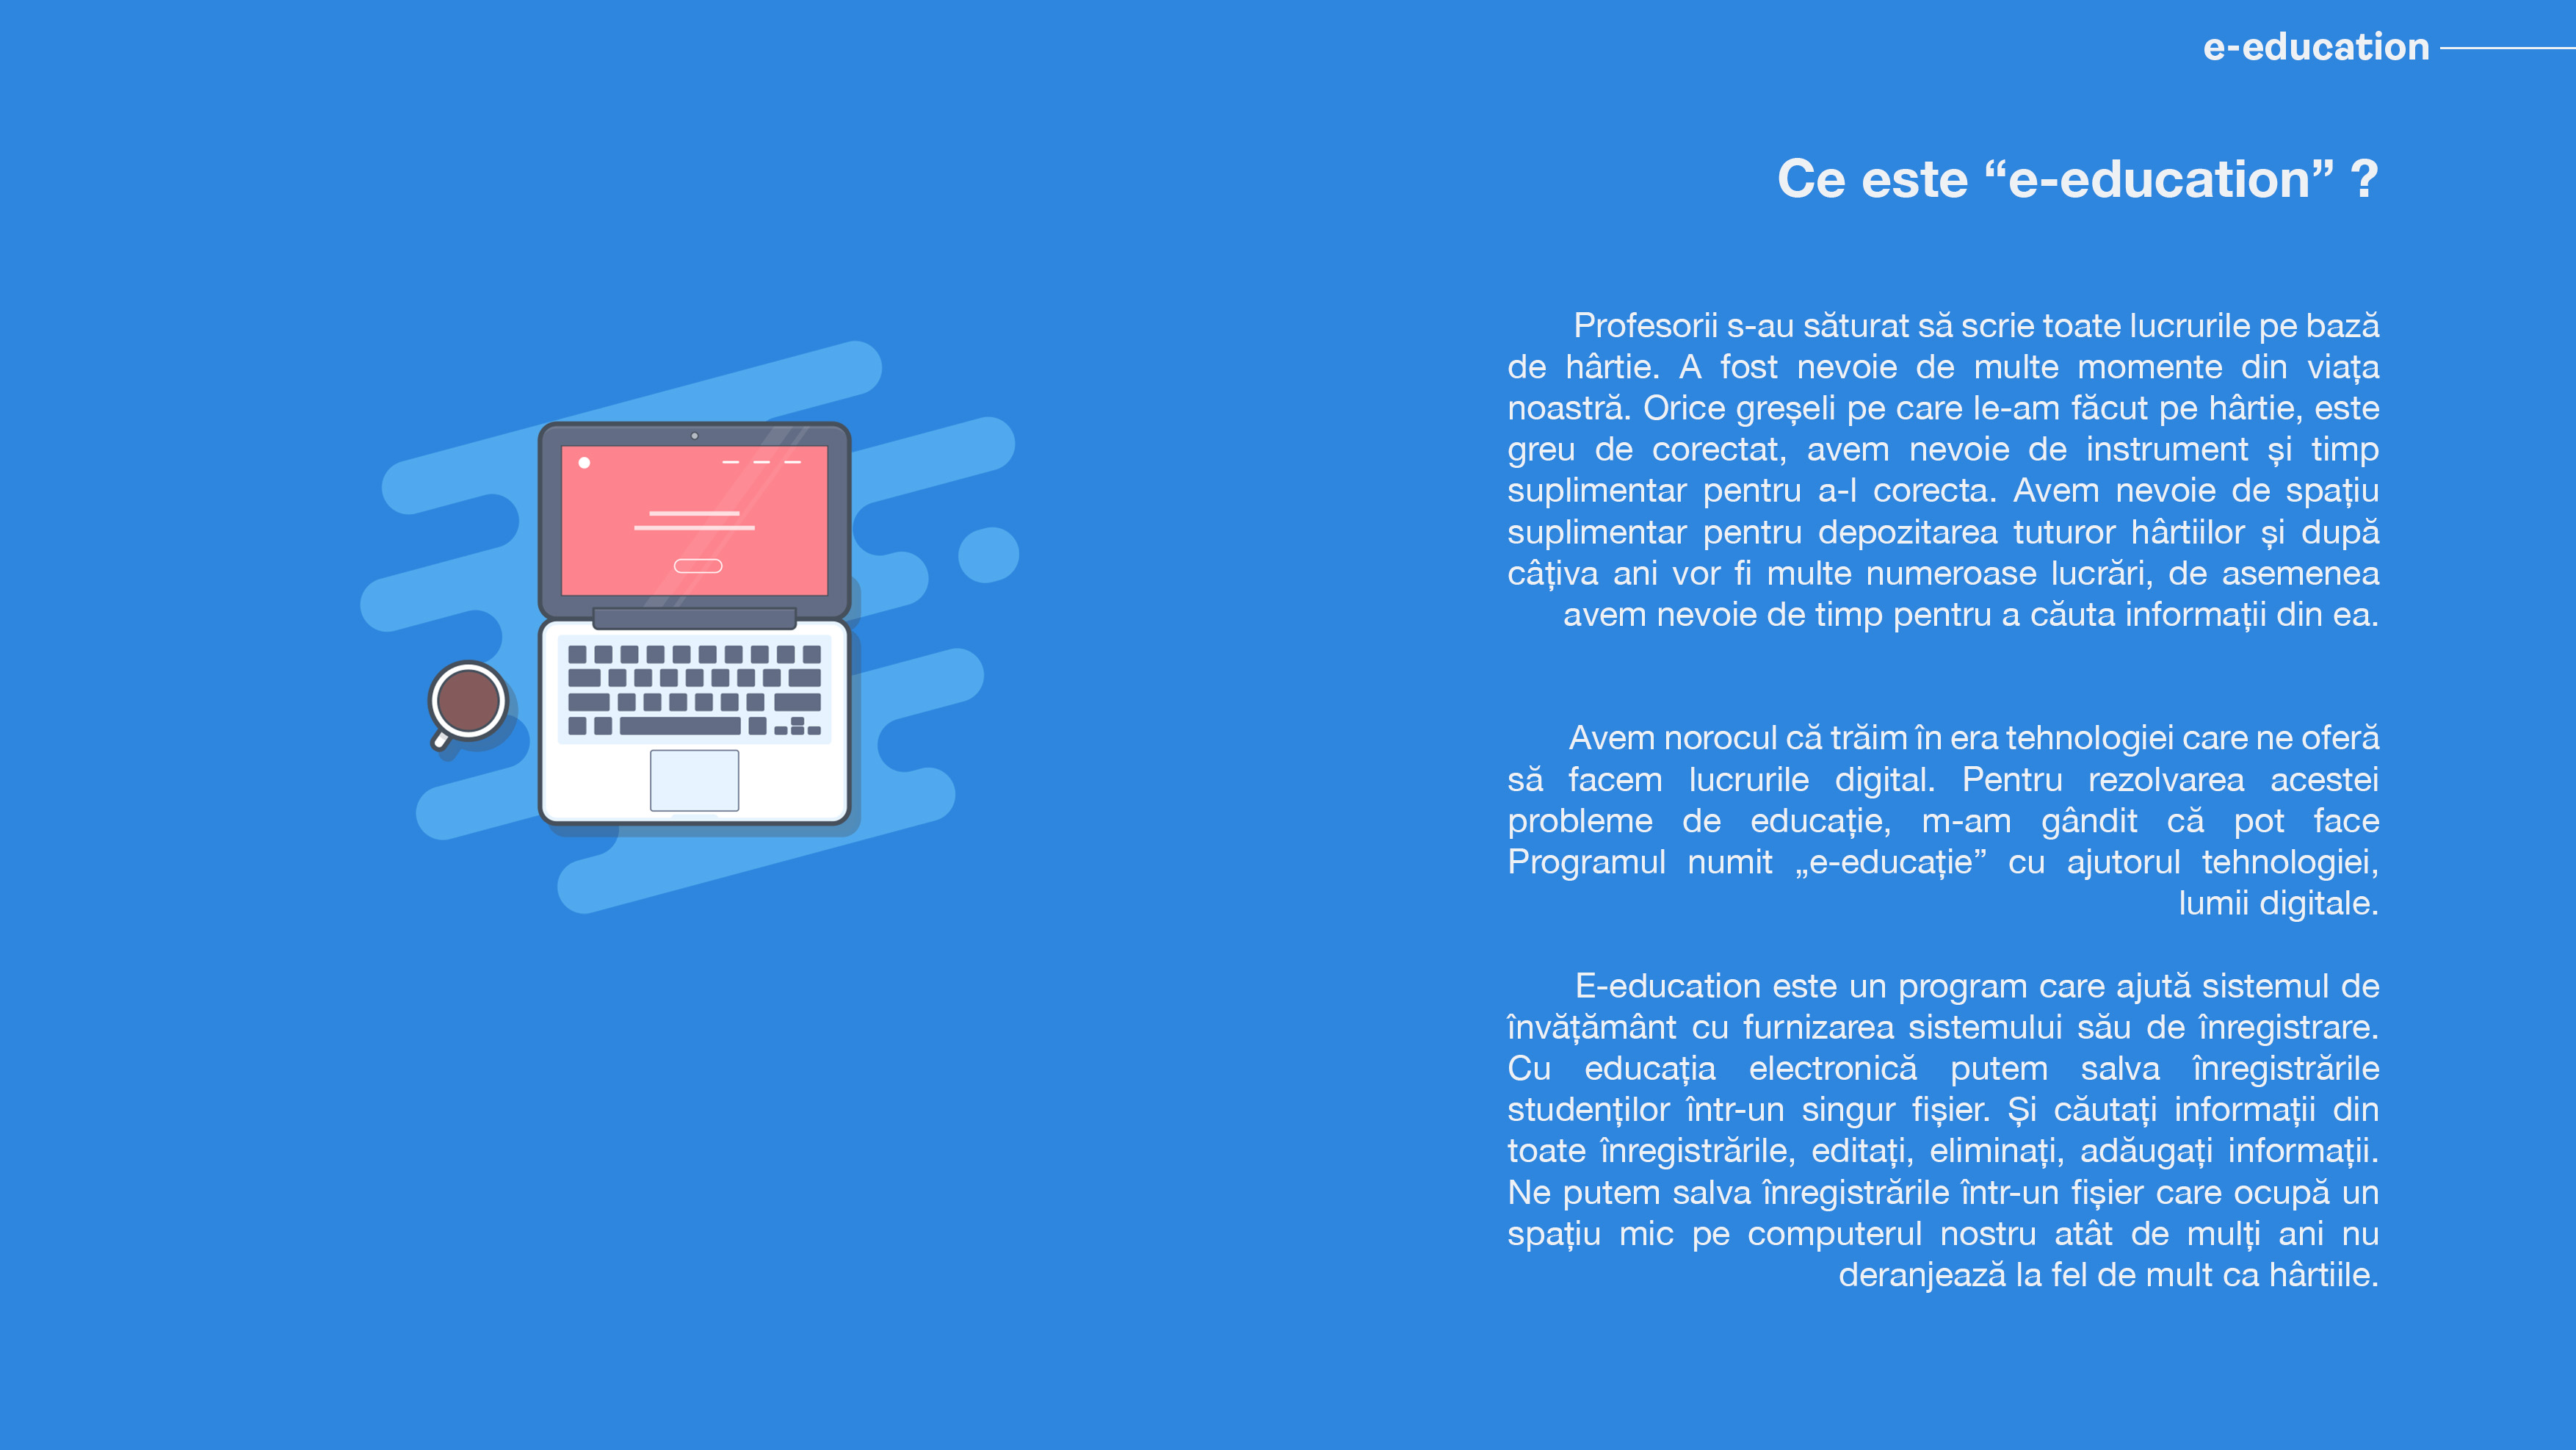 e-education
Ce este “e-education” ?
Profesorii s-au săturat să scrie toate lucrurile pe bază
de hârtie. A fost nevoie de multe momente din viața
noastră. Orice greșeli pe care le-am făcut pe hârtie, este
greu de corectat, avem nevoie de instrument și timp
suplimentar pentru a-l corecta. Avem nevoie de spațiu
suplimentar pentru depozitarea tuturor hârtiilor și după
câțiva ani vor fi multe numeroase lucrări, de asemenea
avem nevoie de timp pentru a căuta informații din ea.
Avem norocul că trăim în era tehnologiei care ne oferă
să facem lucrurile digital. Pentru rezolvarea acestei
probleme de educație, m-am gândit că pot face
Programul numit „e-educație” cu ajutorul tehnologiei,
lumii digitale.
E-education este un program care ajută sistemul de
învățământ cu furnizarea sistemului său de înregistrare.
Cu educația electronică putem salva înregistrările
studenților într-un singur fișier. Și căutați informații din
toate înregistrările, editați, eliminați, adăugați informații.
Ne putem salva înregistrările într-un fișier care ocupă un
spațiu mic pe computerul nostru atât de mulți ani nu
deranjează la fel de mult ca hârtiile.